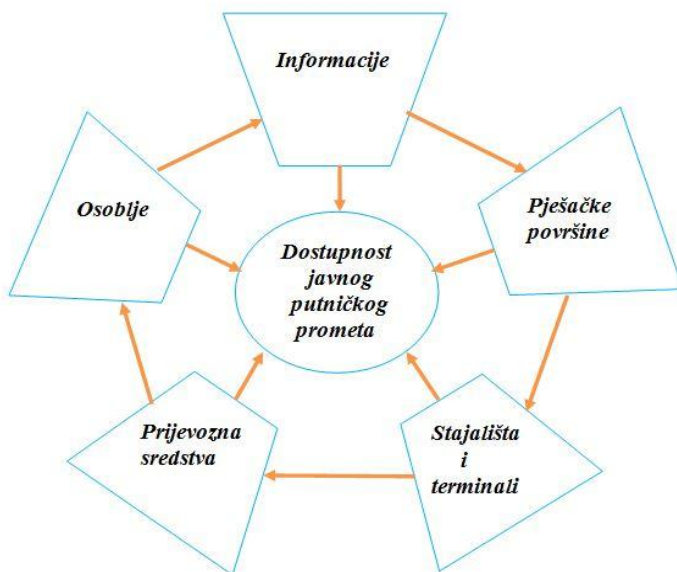 Informacije
Osoblje
Pješačke
površine
Dostupnost
javnog
putničkog
prometa
Prijevozna
sredstva
Stajališta
i
terminali